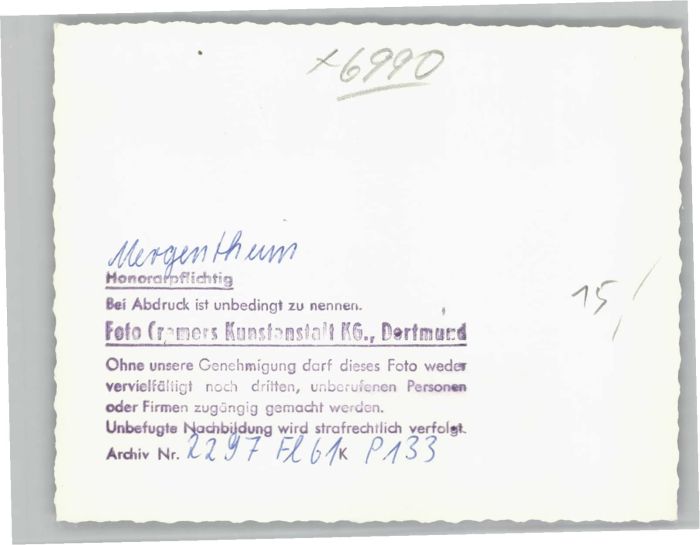 x6990
Mergentheim
Honorarpflichtig
Bei Abdruck ist unbedingt zu nennen.
15,/
Foto Cramers Kunstanstalt KG., Dortmund
Ohne unsere Genehmigung darf dieses Foto weder
vervielfältigt noch dritten, unberufenen Personen
oder Firmen zugängig gemacht werden.
Unbefugte Nachbildung wird strafrechtlich verfolgt.
Archiv Nr. 2297 Fl 61 K P133